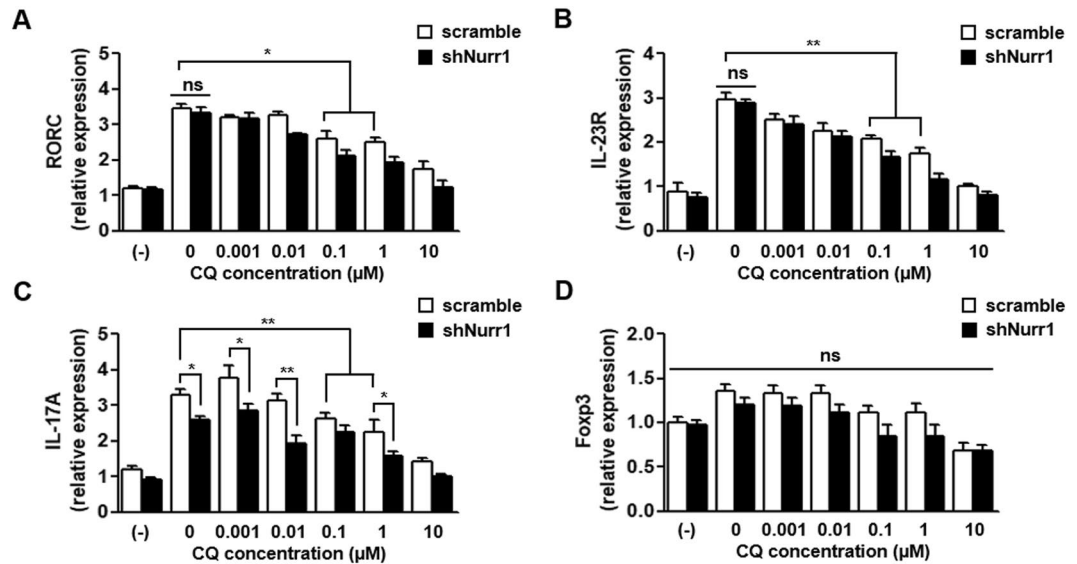 A
scramble
shNurr1
RORC
(relative expression)
5
4
3
2
1
0
ns
*
(-) 0 0.001 0.01 0.1 1 10
CQ concentration (µM)
B
scramble
shNurr1
IL-23R
(relative expression)
4
3
2
1
0
ns
**
(-) 0 0.001 0.01 0.1 1 10
CQ concentration (µM)
C
scramble
shNurr1
IL-17A
(relative expression)
5
4
3
2
1
0
**
*
*
**
*
(-) 0 0.001 0.01 0.1 1 10
CQ concentration (µM)
D
scramble
shNurr1
Foxp3
(relative expression)
2.0
1.5
1.0
0.5
0.0
ns
(-) 0 0.001 0.01 0.1 1 10
CQ concentration (µM)